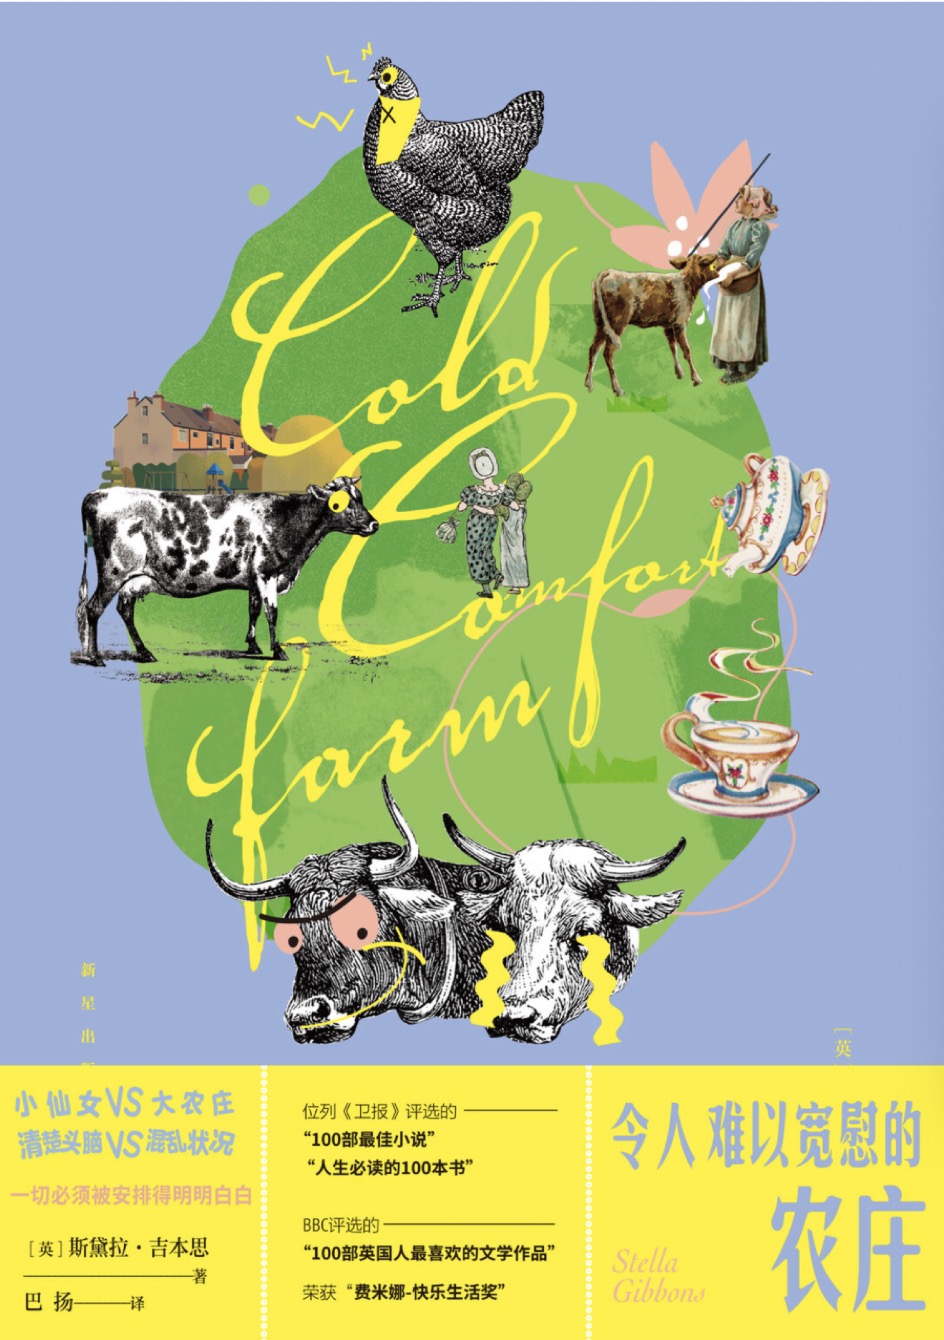 Cold
Comfort
farm
新星出
[英
小仙女VS大农庄
清楚头脑VS混乱状况
一切必须被安排得明明白白
[英]斯黛拉·吉本思
著
巴 扬——译
位列《卫报》评选的
“100部最佳小说”
“人生必读的100本书”
BBC评选的
“100部英国人最喜欢的文学作品”
荣获“费米娜-快乐生活奖”
令人难以宽慰的
农庄
Stella
Gibbons